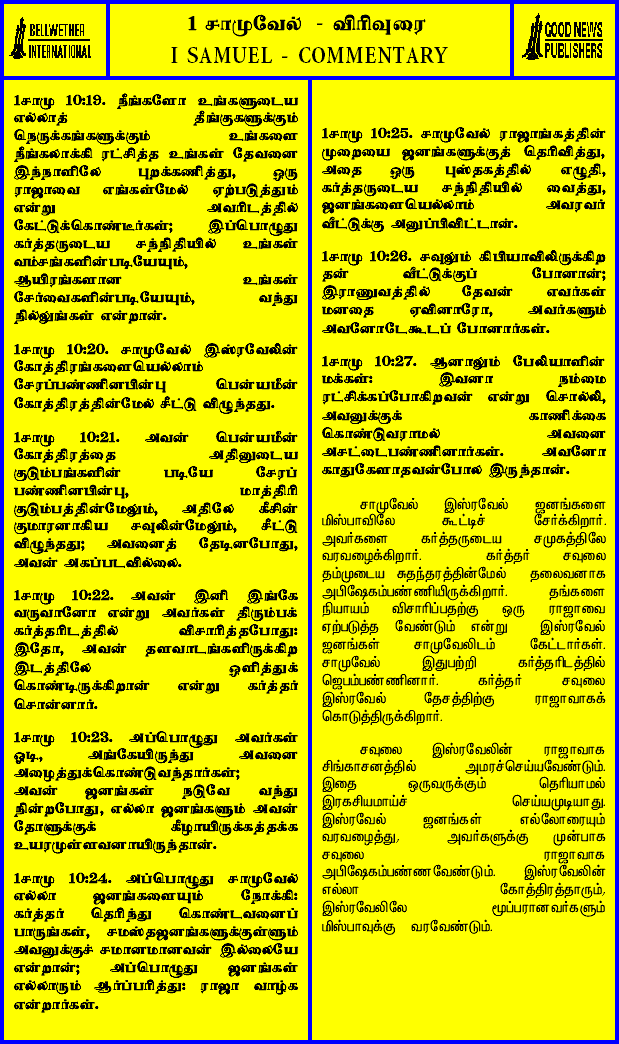 BELLWETHER
INTERNATIONAL
1 சாமுவேல் - விரிவுரை
I SAMUEL - COMMENTARY
GOOD NEWS
PUBLISHERS
1சாமு 10:19. நீங்களோ உங்களுடைய
எல்லாத் தீங்குகளுக்கும்
நெருக்கங்களுக்கும் உங்களை
நீங்கலாக்கி ரட்சித்த உங்கள் தேவனை
இந்நாளிலே புறக்கணித்து, ஒரு
ராஜாவை எங்கள்மேல் ஏற்படுத்தும்
என்று அவரிடத்தில்
கேட்டுக்கொண்டீர்கள்; இப்பொழுது
கர்த்தருடைய சந்நிதியில் உங்கள்
வம்சங்களின்படியேயும்,
ஆயிரங்களான உங்கள்
சேர்வைகளின்படியேயும், வந்து
நில்லுங்கள் என்றான்.
1சாமு 10:20. சாமுவேல் இஸ்ரவேலின்
கோத்திரங்களையெல்லாம்
சேரப்பண்ணினபின்பு பென்யமீன்
கோத்திரத்தின்மேல் சீட்டு விழுந்தது.
1சாமு 10:21. அவன் பென்யமீன்
கோத்திரத்தை அதினுடைய
குடும்பங்களின் படியே சேரப்
பண்ணினபின்பு, மாத்திரி
குடும்பத்தின்மேலும், அதிலே கீசின்
குமாரனாகிய சவுலின்மேலும், சீட்டு
விழுந்தது; அவனைத் தேடினபோது,
அவன் அகப்படவில்லை.
1சாமு 10:22. அவன் இனி இங்கே
வருவானோ என்று அவர்கள் திரும்பக்
கர்த்தரிடத்தில் விசாரித்தபோது:
இதோ, அவன் தளவாடங்களிருக்கிற
இடத்திலே ஒளித்துக்
கொண்டிருக்கிறான் என்று கர்த்தர்
சொன்னார்.
1சாமு 10:23. அப்பொழுது அவர்கள்
ஓடி, அங்கேயிருந்து அவனை
அழைத்துக்கொண்டுவந்தார்கள்;
அவன் ஜனங்கள் நடுவே வந்து
நின்றபோது, எல்லா ஜனங்களும் அவன்
தோளுக்குக் கீழாயிருக்கத்தக்க
உயரமுள்ளவனாயிருந்தான்.
1சாமு 10:24. அப்பொழுது சாமுவேல்
எல்லா ஜனங்களையும் நோக்கி:
கர்த்தர் தெரிந்து கொண்டவனைப்
பாருங்கள், சமஸ்தஜனங்களுக்குள்ளும்
அவனுக்குச் சமானமானவன் இல்லையே
என்றான்; அப்பொழுது ஜனங்கள்
எல்லாரும் ஆர்ப்பரித்து: ராஜா வாழ்க
என்றார்கள்.
1சாமு 10:25. சாமுவேல் ராஜாங்கத்தின்
முறையை ஜனங்களுக்குத் தெரிவித்து,
அதை ஒரு புஸ்தகத்தில் எழுதி,
கர்த்தருடைய சந்நிதியில் வைத்து,
ஜனங்களையெல்லாம் அவரவர்
வீட்டுக்கு அனுப்பிவிட்டான்.
1சாமு 10:26. சவுலும் கிபியாவிலிருக்கிற
தன் வீட்டுக்குப் போனான்;
இராணுவத்தில் தேவன் எவர்கள்
மனதை ஏவினாரோ, அவர்களும்
அவனோடேகூடப் போனார்கள்.
1சாமு 10:27. ஆனாலும் பேலியாளின்
மக்கள்: இவனா நம்மை
ரட்சிக்கப்போகிறவன் என்று சொல்லி,
அவனுக்குக் காணிக்கை
கொண்டுவராமல் அவனை
அசட்டைபண்ணினார்கள். அவனோ
காதுகேளாதவன்போல இருந்தான்.
சாமுவேல் இஸ்ரவேல் ஜனங்களை
மிஸ்பாவிலே கூட்டிச் சேர்க்கிறார்.
அவர்களை கர்த்தருடைய சமுகத்திலே
வரவழைக்கிறார். கர்த்தர் சவுலை
தம்முடைய சுதந்தரத்தின்மேல் தலைவனாக
அபிஷேகம்பண்ணியிருக்கிறார். தங்களை
நியாயம் விசாரிப்பதற்கு ஒரு ராஜாவை
ஏற்படுத்த வேண்டும் என்று இஸ்ரவேல்
ஜனங்கள் சாமுவேலிடம் கேட்டார்கள்.
சாமுவேல் இதுபற்றி கர்த்தரிடத்தில்
ஜெபம்பண்ணினார். கர்த்தர் சவுலை
இஸ்ரவேல் தேசத்திற்கு ராஜாவாகக்
கொடுத்திருக்கிறார்.
சவுலை இஸ்ரவேலின் ராஜாவாக
சிங்காசனத்தில் அமரச்செய்யவேண்டும்.
இதை ஒருவருக்கும் தெரியாமல்
இரகசியமாய்ச் செய்யமுடியாது.
இஸ்ரவேல் ஜனங்கள் எல்லோரையும்
வரவழைத்து, அவர்களுக்கு முன்பாக
சவுலை ராஜாவாக
அபிஷேகம்பண்ணவேண்டும். இஸ்ரவேலின்
எல்லா கோத்திரத்தாரும்,
இஸ்ரவேலிலே மூப்பரானவர்களும்
மிஸ்பாவுக்கு வரவேண்டும்.